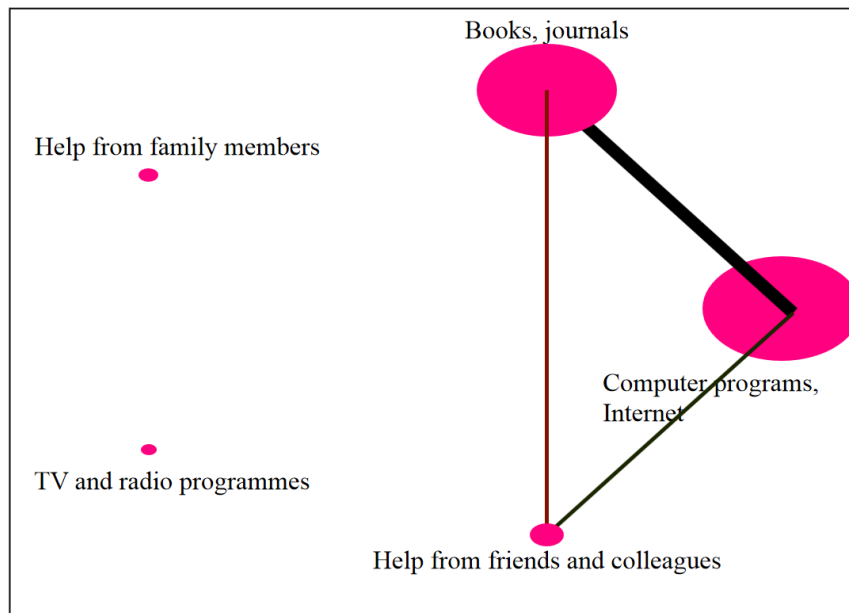 Books, journals
Help from family members
Computer programs,
Internet
TV and radio programmes
Help from friends and colleagues